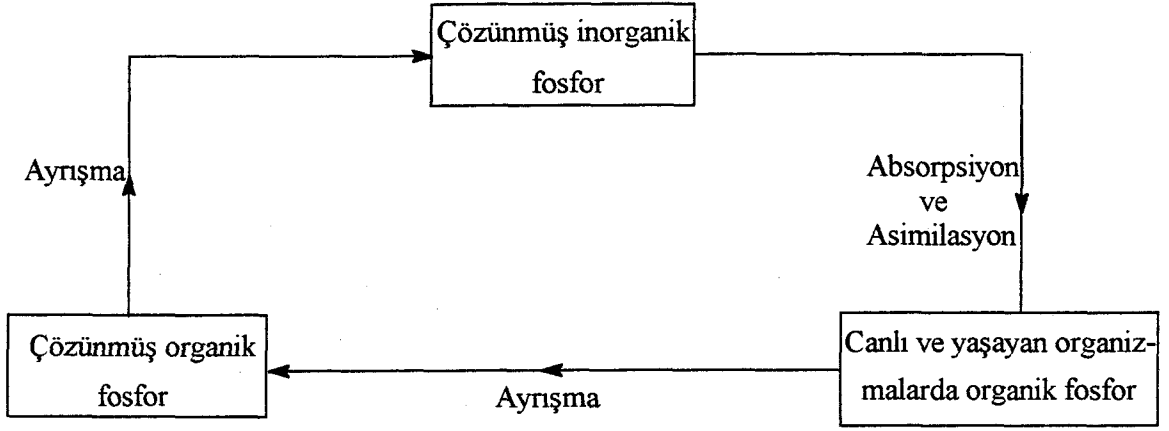 Çözünmüş inorganik
fosfor
Ayrışma
Absorpsiyon
ve
Asimilasyon
Çözünmüş organik
fosfor
Canlı ve yaşayan organiz-
malarda organik fosfor
Ayrışma